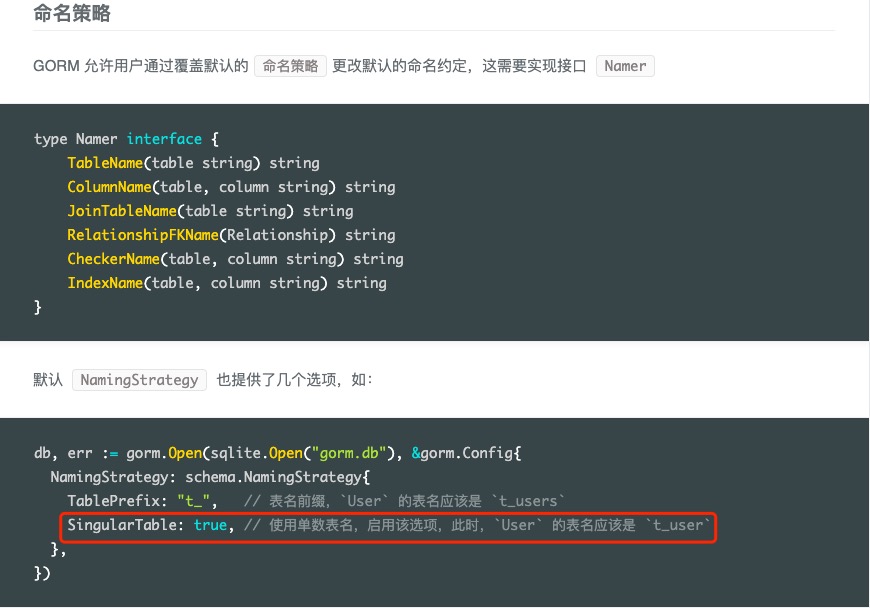 命名策略
GORM 允许用户通过覆盖默认的 命名策略 更改默认的命名约定，这需要实现接口 Namer
type Namer interface {
    TableName(table string) string
    ColumnName(table, column string) string
    JoinTableName(table string) string
    RelationshipFKName(Relationship) string
    CheckerName(table, column string) string
    IndexName(table, column string) string
}
默认 NamingStrategy 也提供了几个选项，如：
db, err := gorm.Open(sqlite.Open("gorm.db"), &gorm.Config{
  NamingStrategy: schema.NamingStrategy{
    TablePrefix: "t_",   // 表名前缀，`User` 的表名应该是 `t_users`
    SingularTable: true, // 使用单数表名，启用该选项，此时，`User` 的表名应该是 `t_user`
  },
})